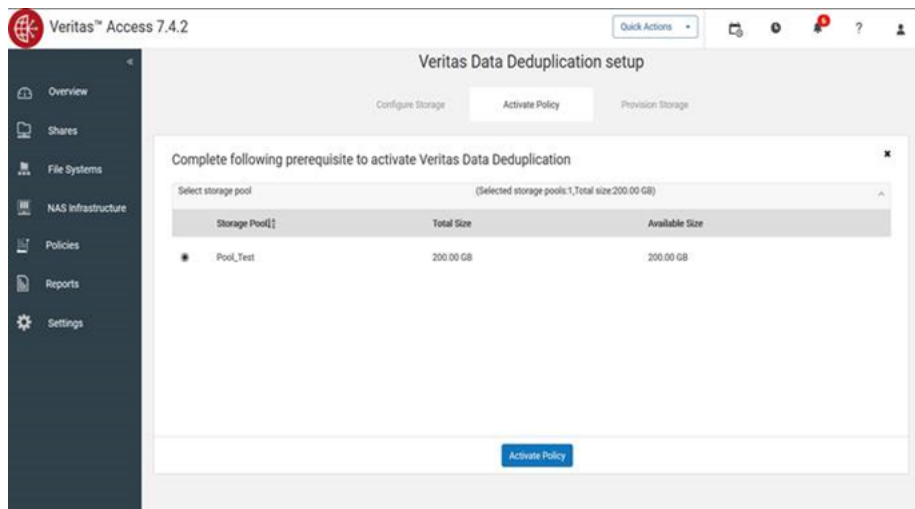 Veritas™ Access 7.4.2
Quick Actions
6
?
Veritas Data Deduplication setup
Configure Storage Activate Policy Provision Storage
Overview
Shares
File Systems
NAS Infrastructure
Policies
Reports
Settings
Complete following prerequisite to activate Veritas Data Deduplication
Select storage pool (Selected storage pools:1,Total size:200.00 GB)
Storage Pool Total Size Available Size
Pool_Test 200.00 GB 200.00 GB
Activate Policy